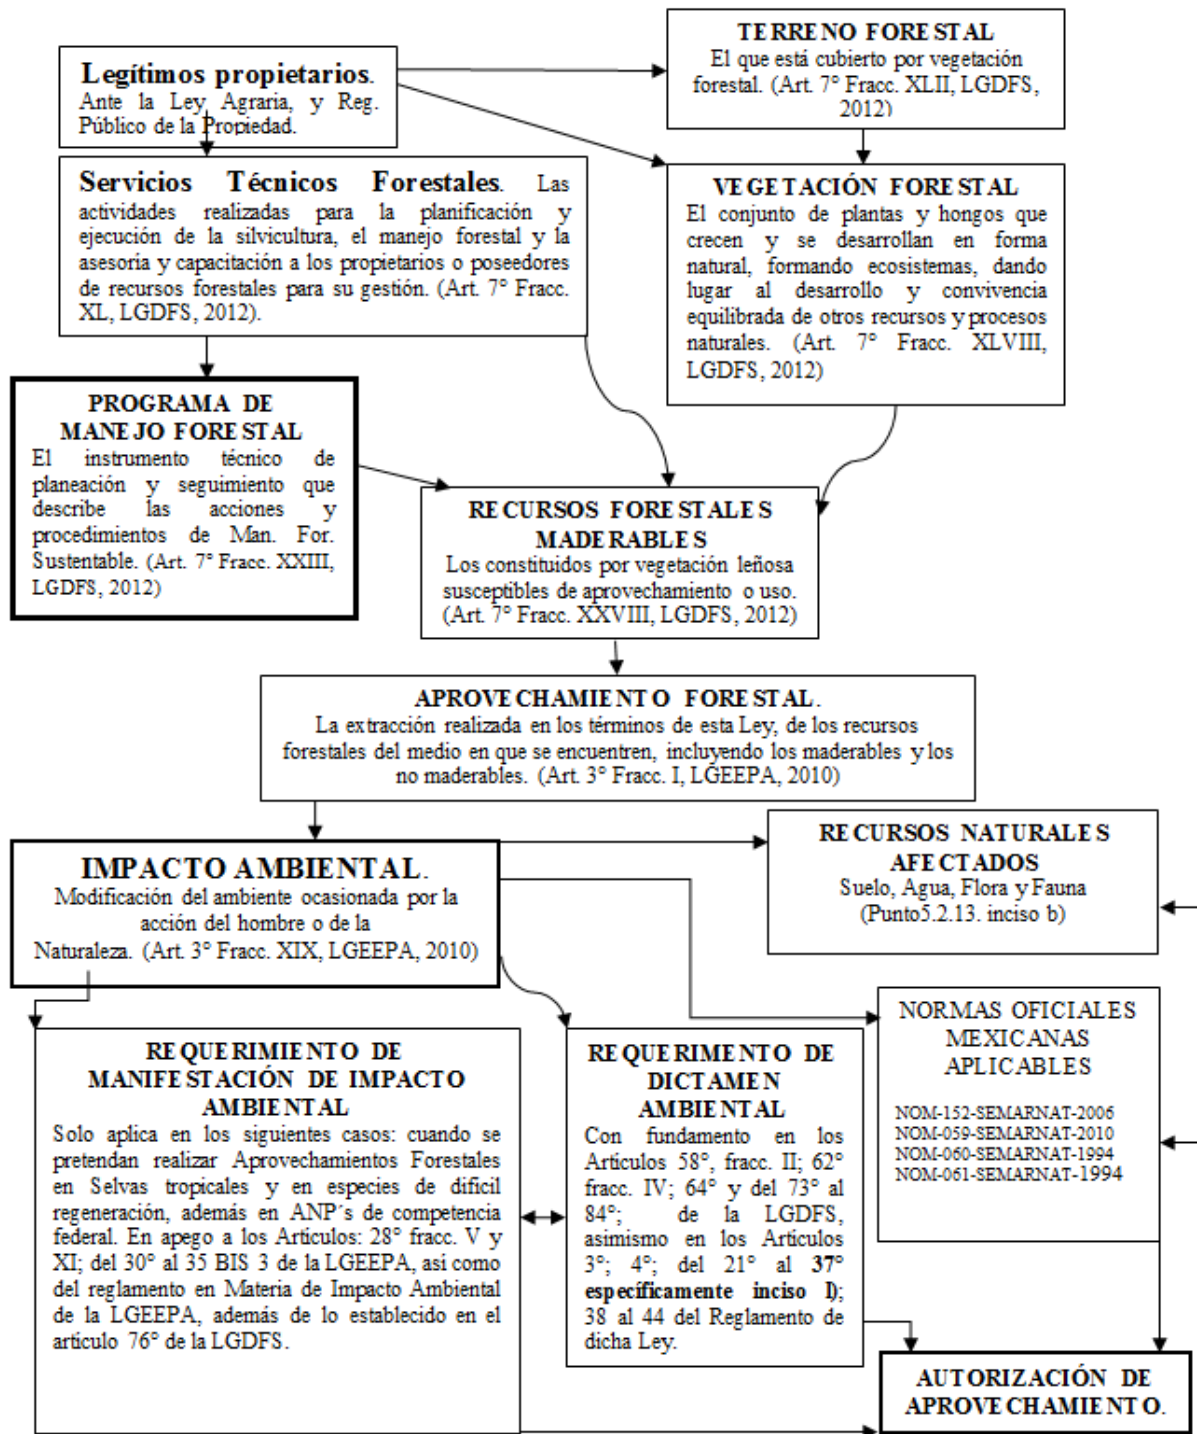 Legítimos propietarios.
Ante la Ley Agraria, y Reg.
Público de la Propiedad.
TERRENO FORESTAL
El que está cubierto por vegetación
forestal. (Art. 7° Fracc. XLII, LGDFS,
2012)
Servicios Técnicos Forestales. Las
actividades realizadas para la planificación y
ejecución de la silvicultura, el manejo forestal y la
asesoría y capacitación a los propietarios o poseedores
de recursos forestales para su gestión. (Art. 7° Fracc.
XL, LGDFS, 2012).
VEGETACIÓN FORESTAL
El conjunto de plantas y hongos que
crecen y se desarrollan en forma
natural, formando ecosistemas, dando
lugar al desarrollo y convivencia
equilibrada de otros recursos y procesos
naturales. (Art. 7° Fracc. XLVIII,
LGDFS, 2012)
PROGRAMA DE
MANEJO FORESTAL
El instrumento técnico de
planeación y seguimiento que
describe las acciones y
procedimientos de Man. For.
Sustentable. (Art. 7° Fracc. XXIII,
LGDFS, 2012)
RECURSOS FORESTALES
MADERABLES
Los constituidos por vegetación leñosa
susceptibles de aprovechamiento o uso.
(Art. 7° Fracc. XXVIII, LGDFS, 2012)
APROVECHAMIENTO FORESTAL.
La extracción realizada en los términos de esta Ley, de los recursos
forestales del medio en que se encuentren, incluyendo los maderables y los
no maderables. (Art. 3° Fracc. I, LGEEPA, 2010)
IMPACTO AMBIENTAL.
Modificación del ambiente ocasionada por la
acción del hombre o de la
Naturaleza. (Art. 3° Fracc. XIX, LGEEPA, 2010)
RECURSOS NATURALES
AFECTADOS
Suelo, Agua, Flora y Fauna
(Punto5.2.13. inciso b)
REQUERIMIENTO DE
MANIFESTACIÓN DE IMPACTO
AMBIENTAL
Solo aplica en los siguientes casos: cuando se
pretendan realizar Aprovechamientos Forestales
en Selvas tropicales y en especies de difícil
regeneración, además en ANP´s de competencia
federal. En apego a los Artículos: 28° fracc. V y
XI; del 30° al 35 BIS 3 de la LGEEPA, así como
del reglamento en Materia de Impacto Ambiental
de la LGEEPA, además de lo establecido en el
artículo 76° de la LGDFS.
REQUERIMENTO DE
DICTAMEN
AMBIENTAL
Con fundamento en los
Artículos 58°, fracc. II; 62°
fracc. IV; 64° y del 73° al
84°; de la LGDFS,
asimismo en los Artículos
3°; 4°; del 21° al 37°
específicamente inciso I);
38 al 44 del Reglamento de
dicha Ley.
NORMAS OFICIALES
MEXICANAS
APLICABLES
NOM-152-SEMARNAT-2006
NOM-059-SEMARNAT-2010
NOM-060-SEMARNAT-1994
NOM-061-SEMARNAT-1994
AUTORIZACIÓN DE
APROVECHAMIENTO.